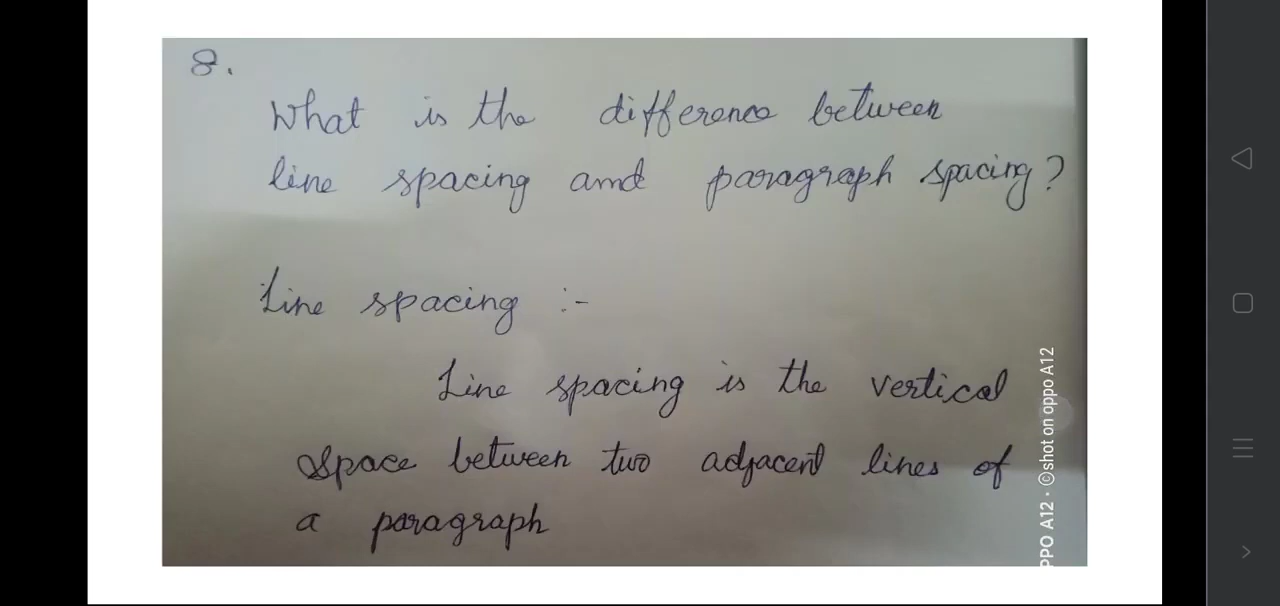 8.
What is the difference between
line spacing and paragraph spacing?
Line spacing :-
Line spacing is the vertical
space between two adjacent lines of
a paragraph
PPO A12 · ©shot on oppo A12